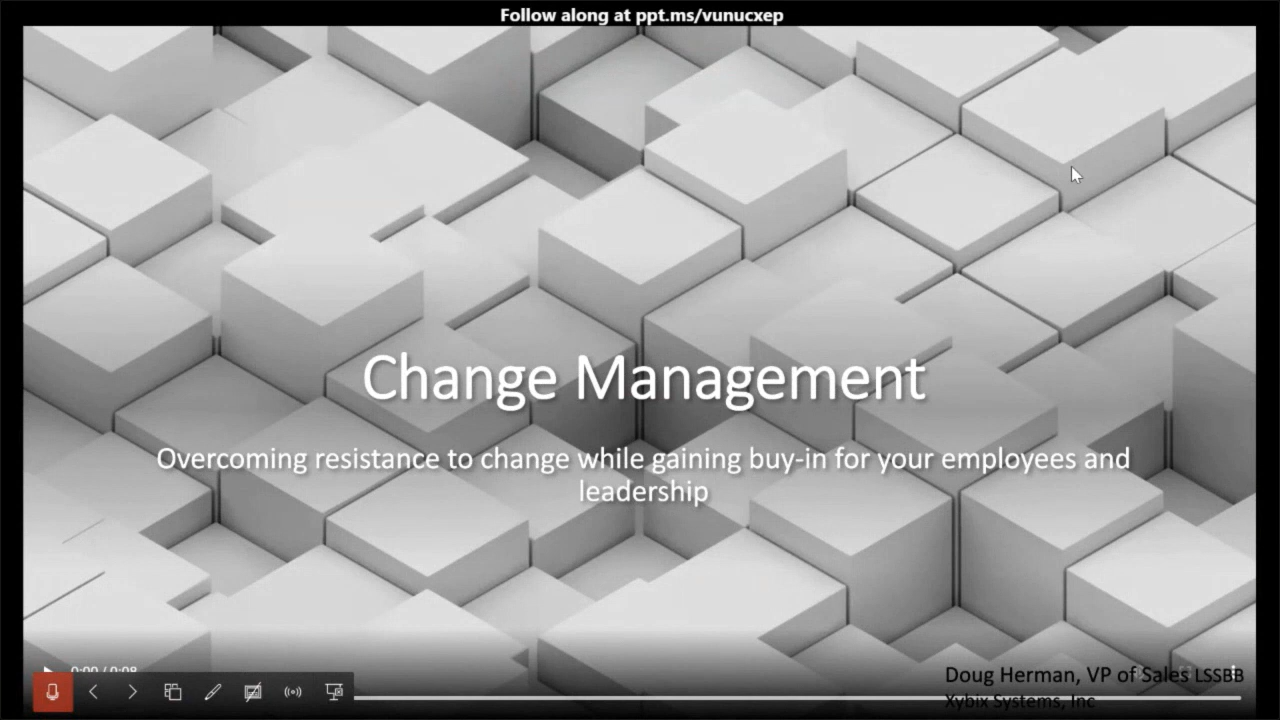 Follow along at ppt.ms/vunucxep
Change Management
Overcoming resistance to change while gaining buy-in for your employees and
leadership
0:00 / 0:08
Doug Herman, VP of Sales LSSBB
Xybix Systems, Inc